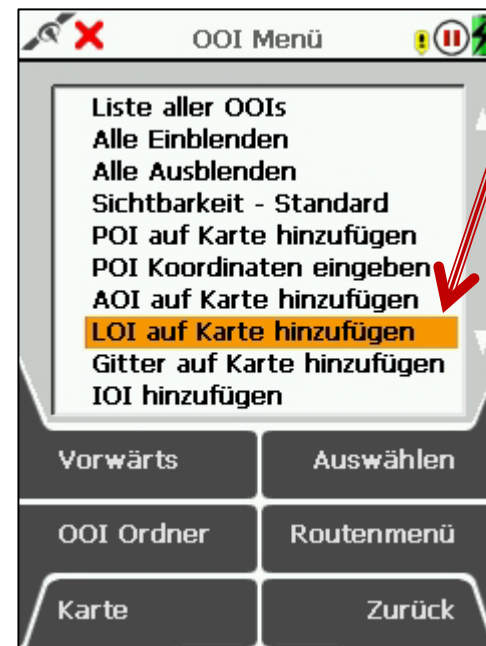 OOI Menü
Liste aller OOIs
Alle Einblenden
Alle Ausblenden
Sichtbarkeit - Standard
POI auf Karte hinzufügen
POI Koordinaten eingeben
AOI auf Karte hinzufügen
LOI auf Karte hinzufügen
Gitter auf Karte hinzufügen
IOI hinzufügen
Vorwärts Auswählen
OOI Ordner Routenmenü
Karte Zurück